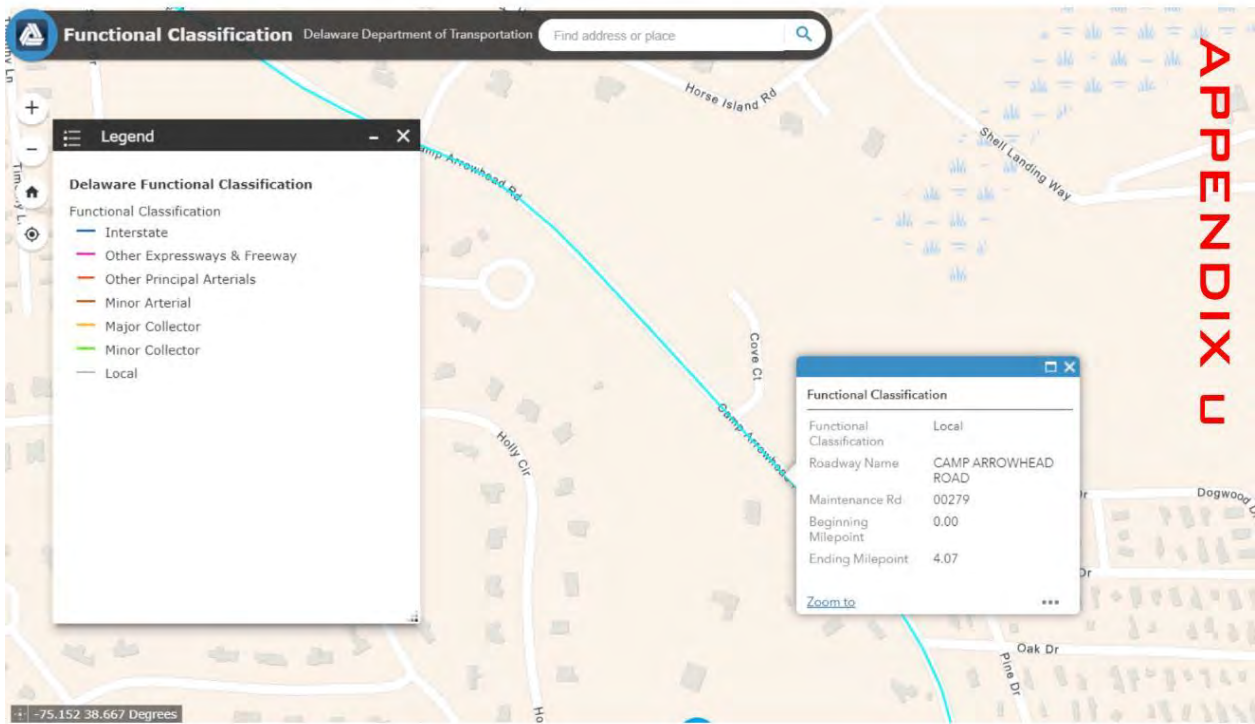 Functional Classification Delaware Department of Transportation Find address or place
APPENDIX U
Horse Island Rd
Shell Landing Way
Legend
Delaware Functional Classification
Functional Classification
Interstate
Other Expressways & Freeway
Other Principal Arterials
Minor Arterial
Major Collector
Minor Collector
Local
Arrowhead Rd
Cove Ct
Holly Cir
Camp
Functional Classification
Functional Classification Local
Roadway Name CAMP ARROWHEAD ROAD
Maintenance Rd 00279
Beginning Milepoint 0.00
Ending Milepoint 4.07
Zoom to
Dogwood
Dr
Oak Dr
Pine Dr
Ho
-75.152 38.667 Degrees